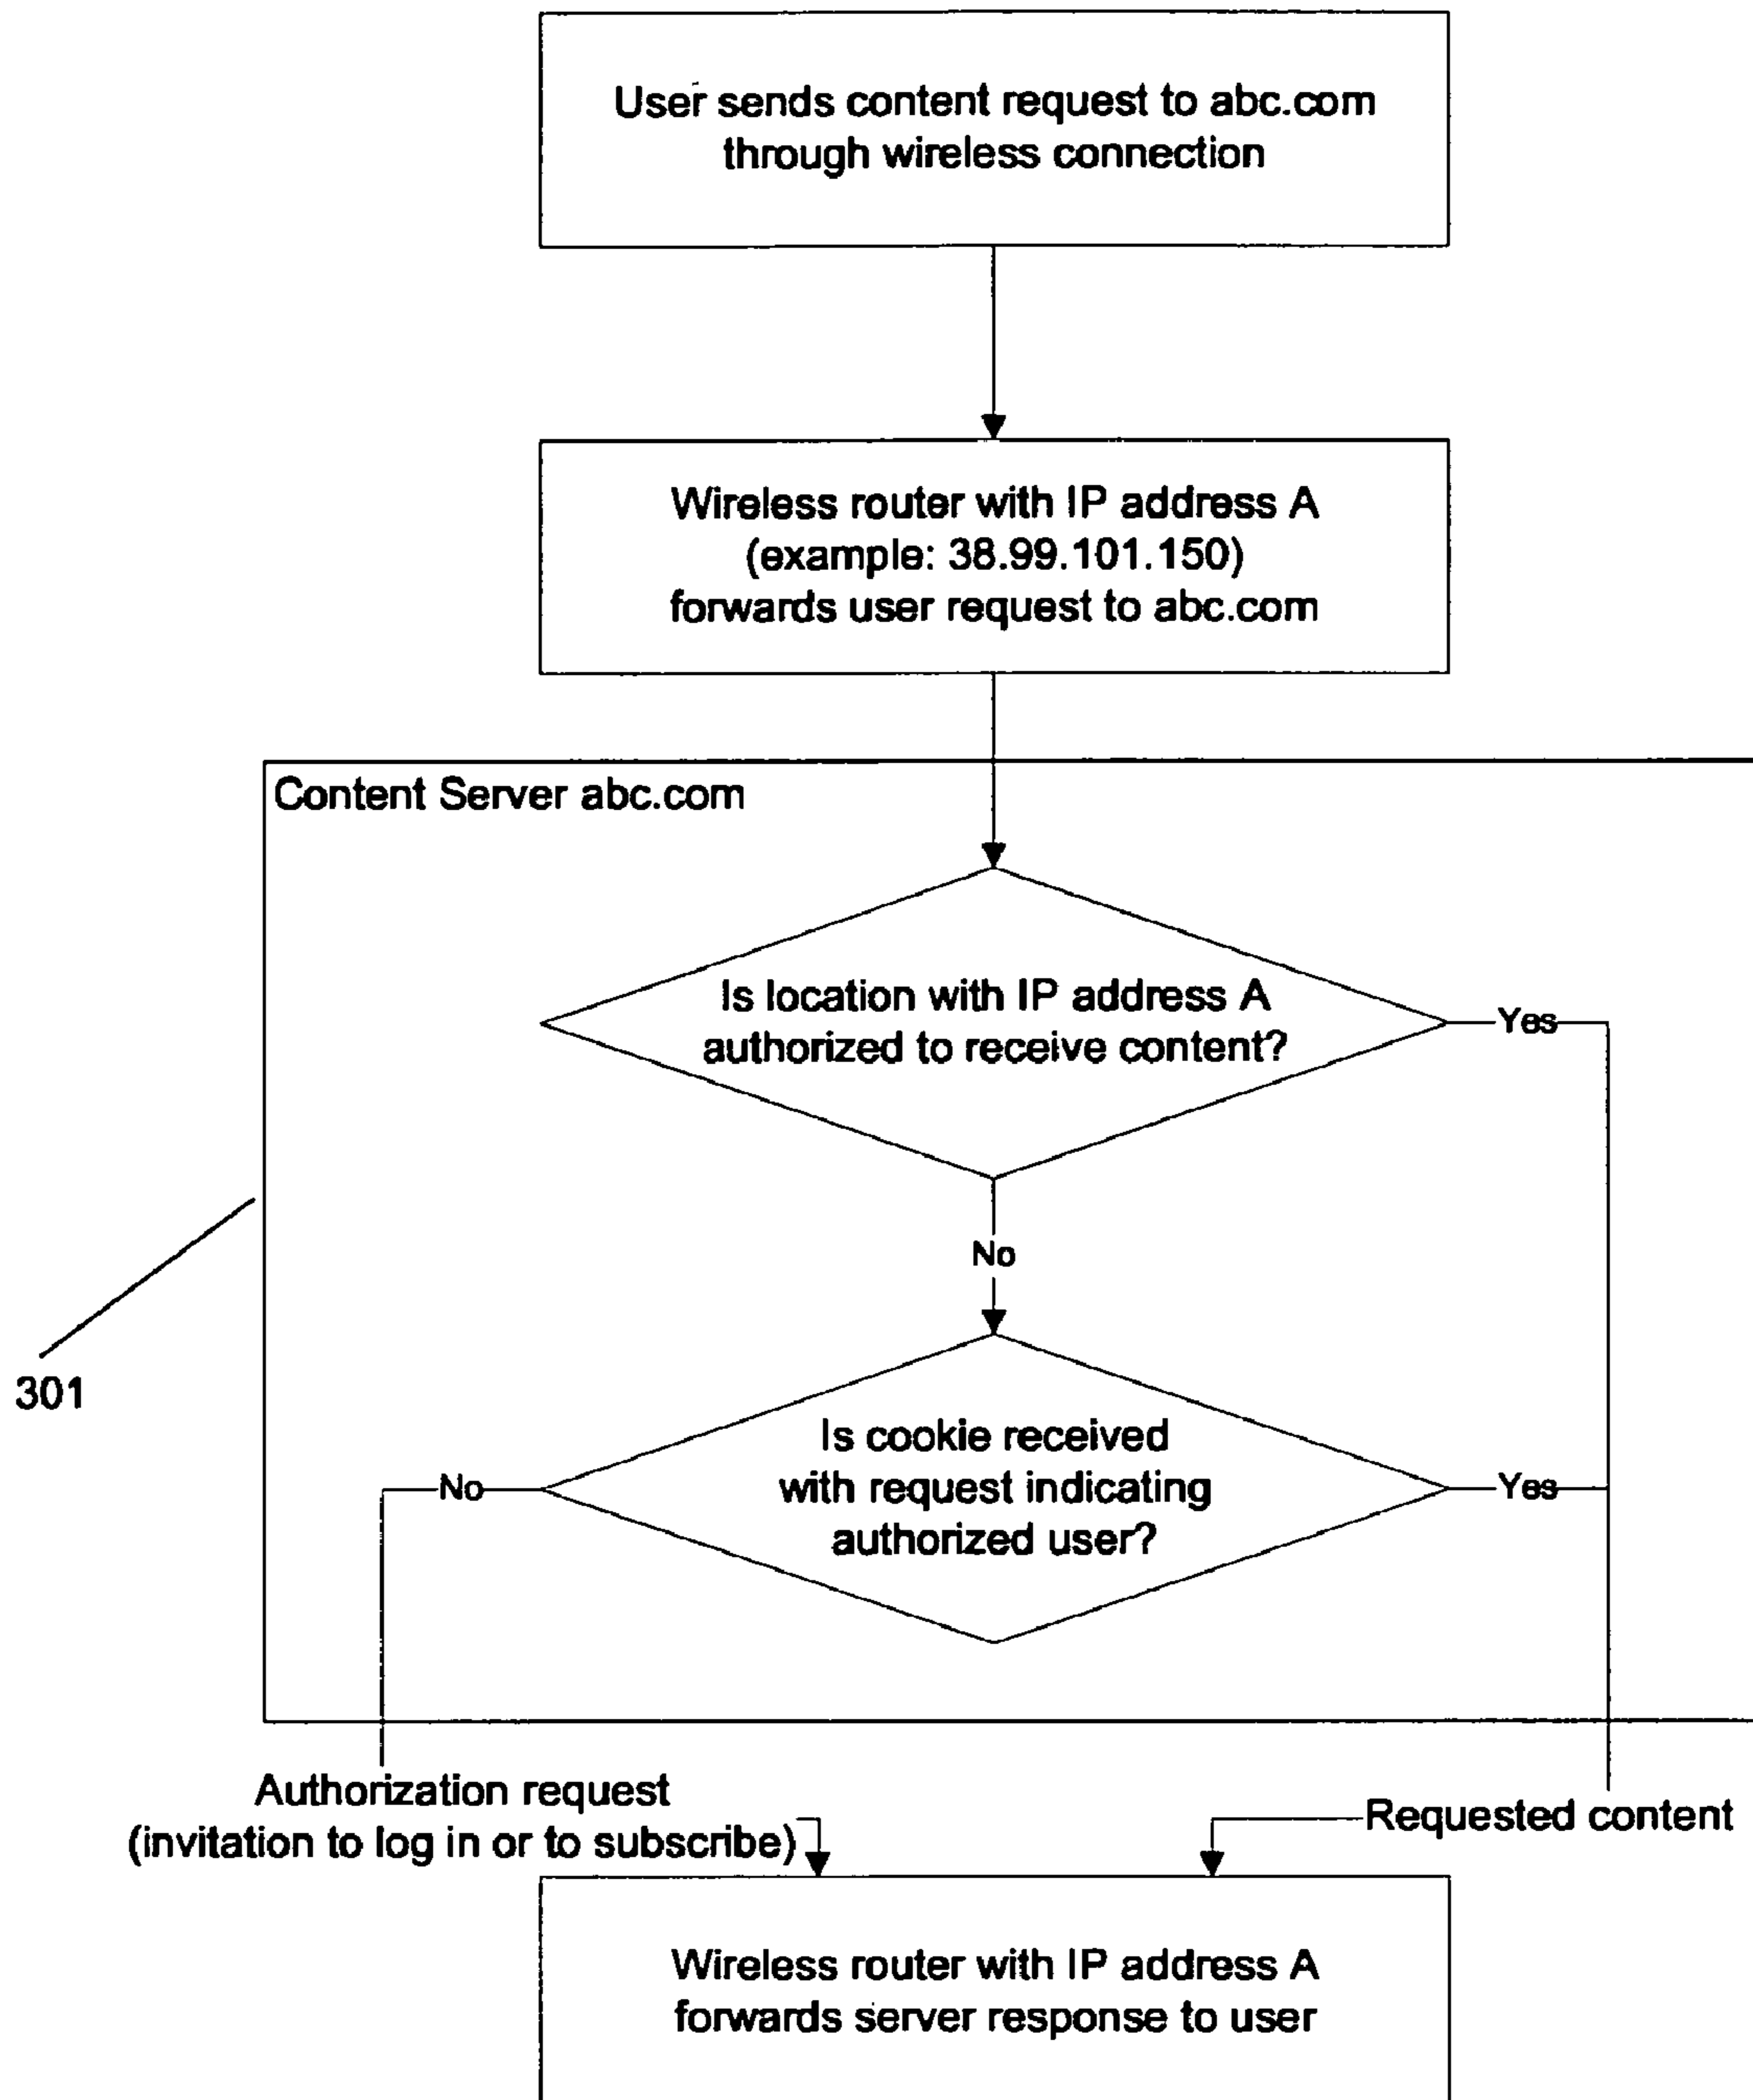 User sends content request to abc.com
through wireless connection
Wireless router with IP address A
(example: 38.99.101.150)
forwards user request to abc.com
Content Server abc.com
Is location with IP address A
authorized to receive content?
Yes
No
301
Is cookie received
with request indicating
authorized user?
No
Yes
Authorization request
(invitation to log in or to subscribe)
Requested content
Wireless router with IP address A
forwards server response to user